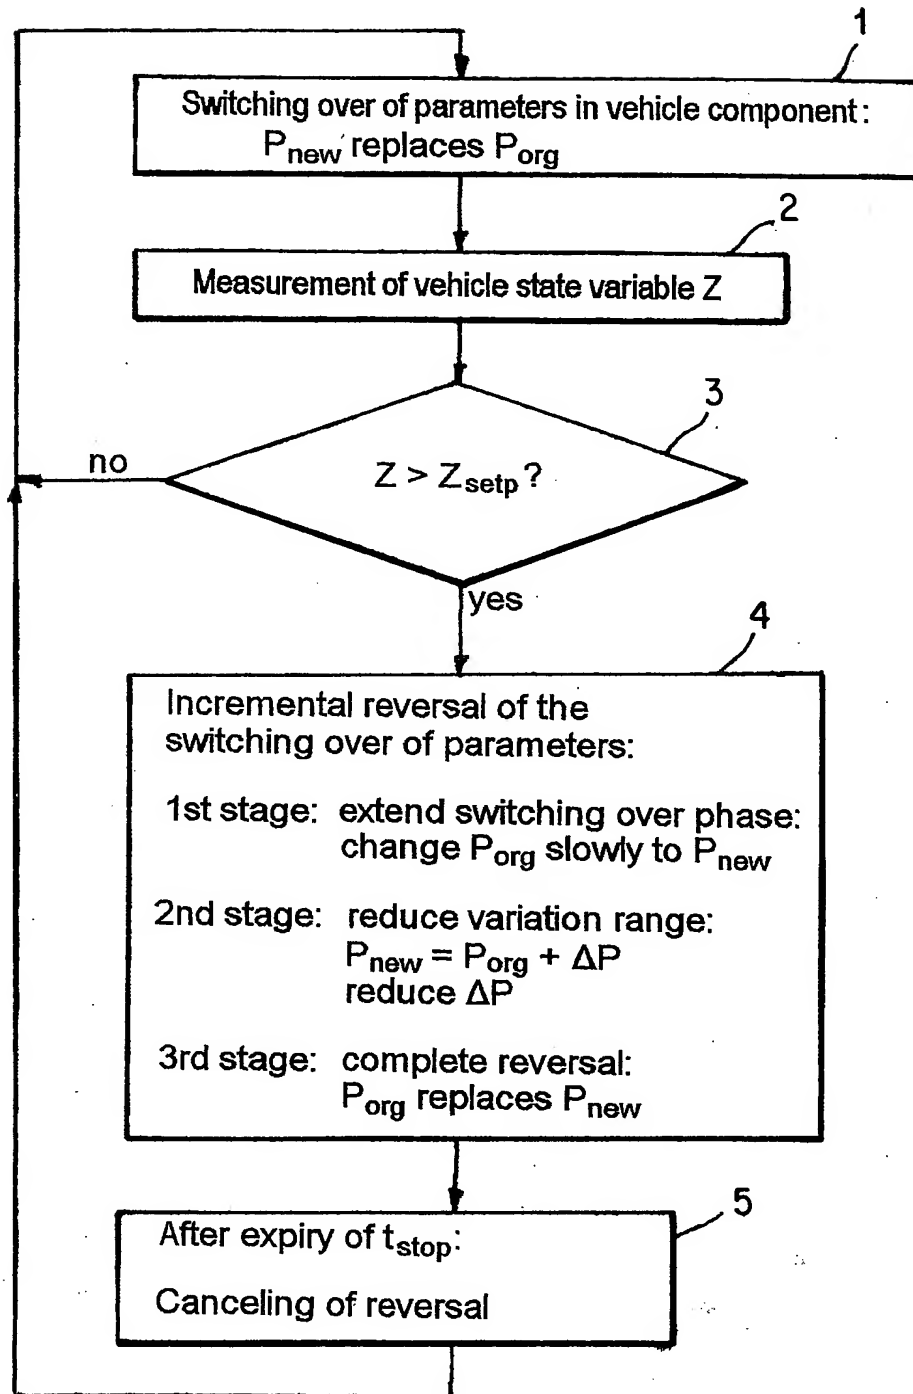 1
Switching over of parameters in vehicle component:
Pnew replaces Porg
2
Measurement of vehicle state variable Z
3
no
Z > Zsetp?
yes
4
Incremental reversal of the
switching over of parameters:
1st stage: extend switching over phase:
change Porg slowly to Pnew
2nd stage: reduce variation range:
Pnew = Porg + ΔP
reduce ΔP
3rd stage: complete reversal:
Porg replaces Pnew
5
After expiry of tstop:
Canceling of reversal